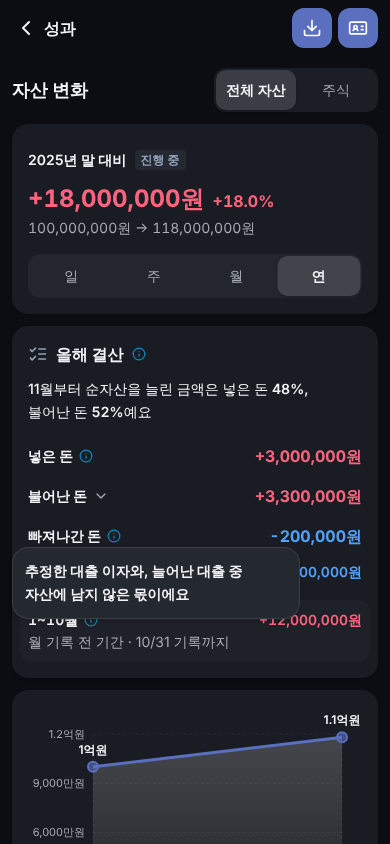 성과
자산 변화
전체 자산
주식
2025년 말 대비 진행 중
+18,000,000원 +18.0%
100,000,000원 → 118,000,000원
일 주 월 연
올해 결산
11월부터 순자산을 늘린 금액은 넣은 돈 48%,
불어난 돈 52%예요
넣은 돈 +3,000,000원
불어난 돈 +3,300,000원
빠져나간 돈 -200,000원
00,000원
추정한 대출 이자와, 늘어난 대출 중
자산에 남지 않은 몫이에요
1~10월 +12,000,000원
월 기록 전 기간 · 10/31 기록까지
1.1억원
1.2억원
1억원
9,000만원
6,000만원